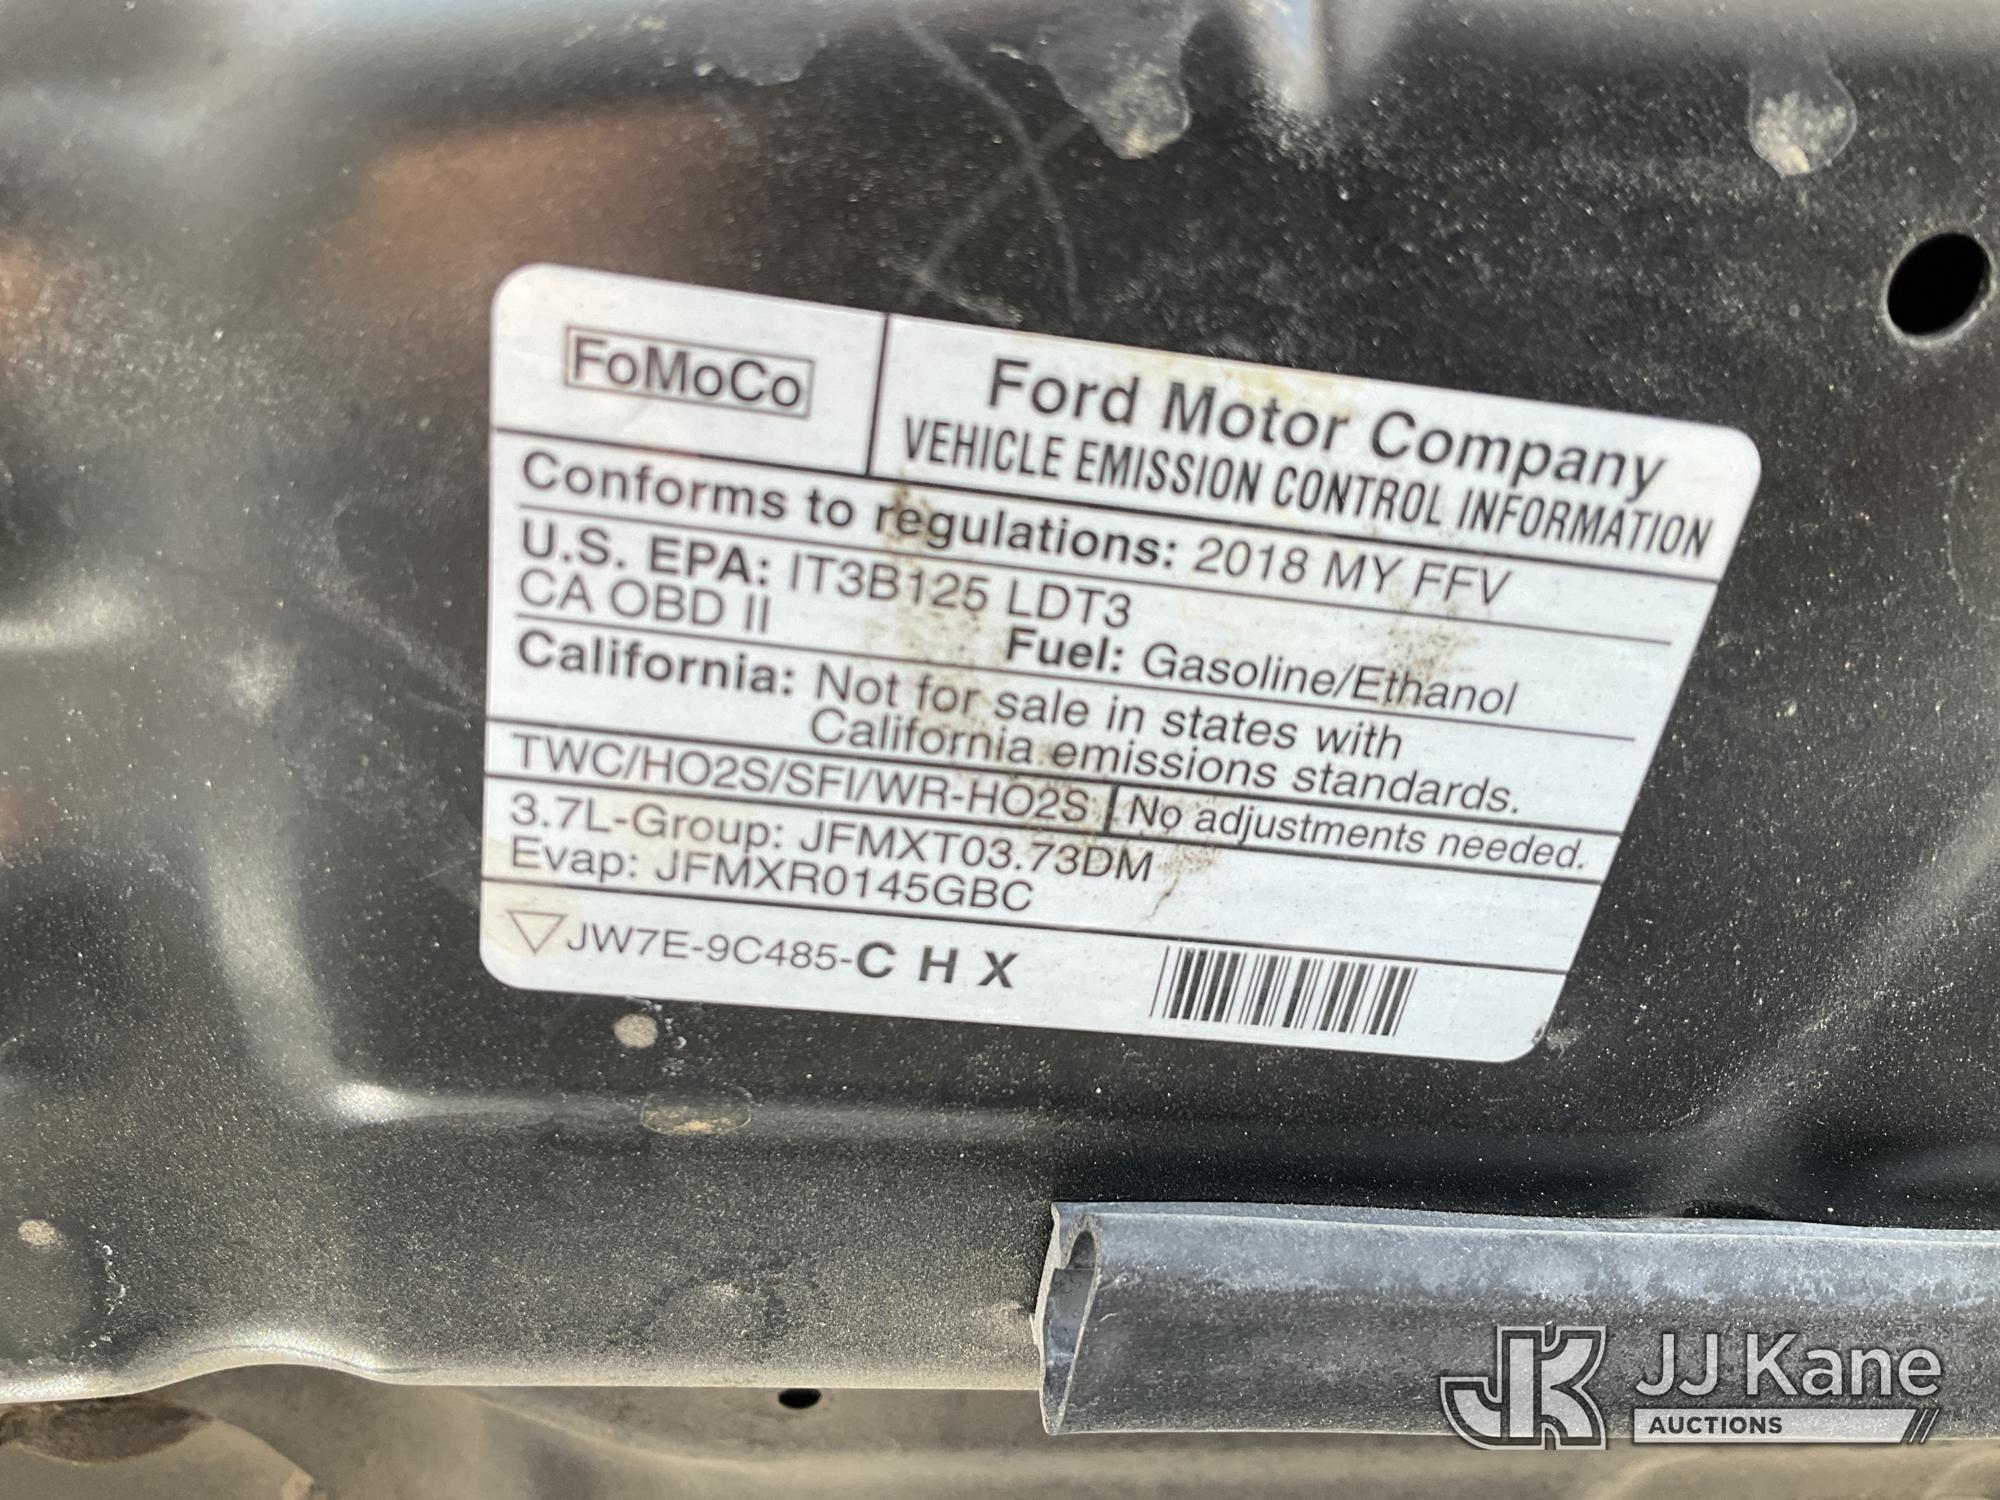 FoMoCo
Ford Motor Company
VEHICLE EMISSION CONTROL INFORMATION
Conforms to regulations: 2018 MY FFV
U.S. EPA: IT3B125 LDT3
CA OBD II Fuel: Gasoline/Ethanol
California: Not for sale in states with
California emissions standards.
TWC/HO2S/SFI/WR-HO2S No adjustments needed.
3.7L-Group: JFMXT03.73DM
Evap: JFMXR0145GBC
JW7E-9C485-C H X
JK JJ Kane
AUCTIONS